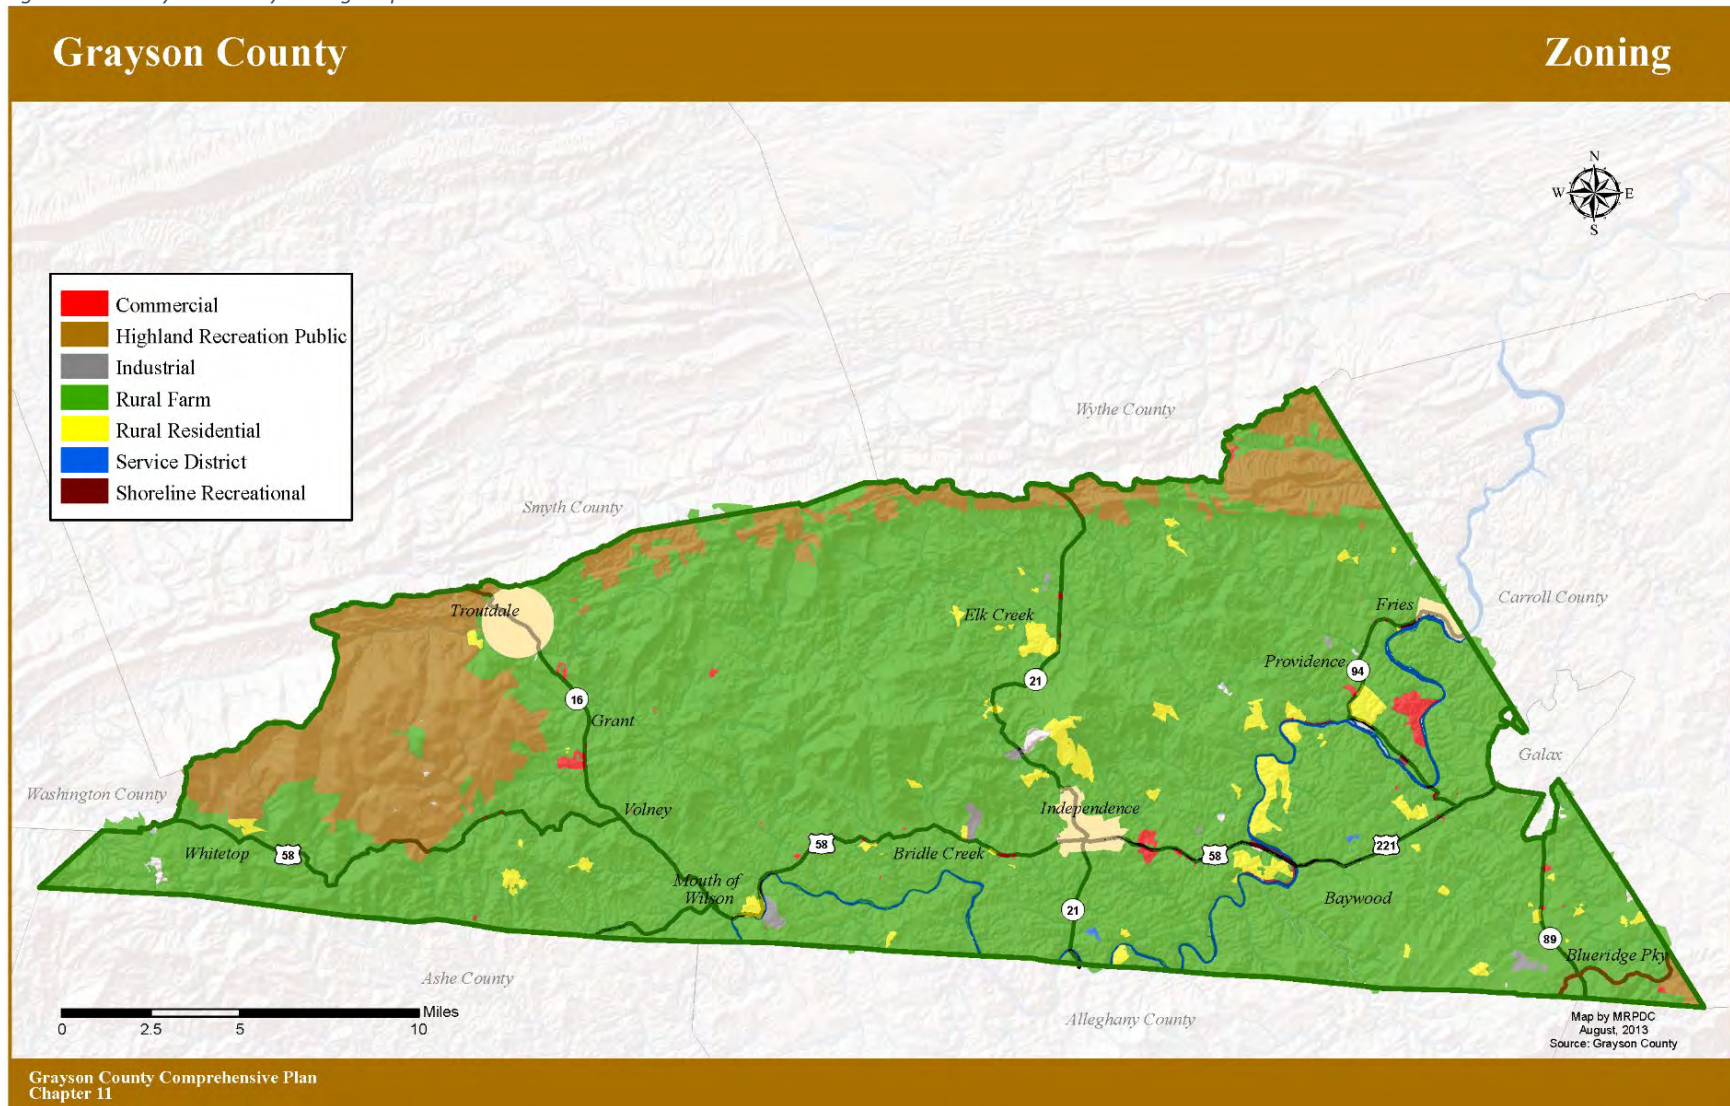 Grayson County
Zoning
N
W
E
S
Commercial
Highland Recreation Public
Industrial
Rural Farm
Rural Residential
Service District
Shoreline Recreational
Wythe County
Smyth County
Carroll County
Washington County
Ashe County
Alleghany County
Galax
Troutdale
Elk Creek
Fries
Providence
94
21
16
Grant
Volney
Independence
Whitetop
58
58
Bridle Creek
58
221
Mouth of
Wilson
Baywood
21
89
Blueridge Pky
Miles
0
2.5
5
10
Map by MRPDC
August, 2013
Source: Grayson County
Grayson County Comprehensive Plan
Chapter 11